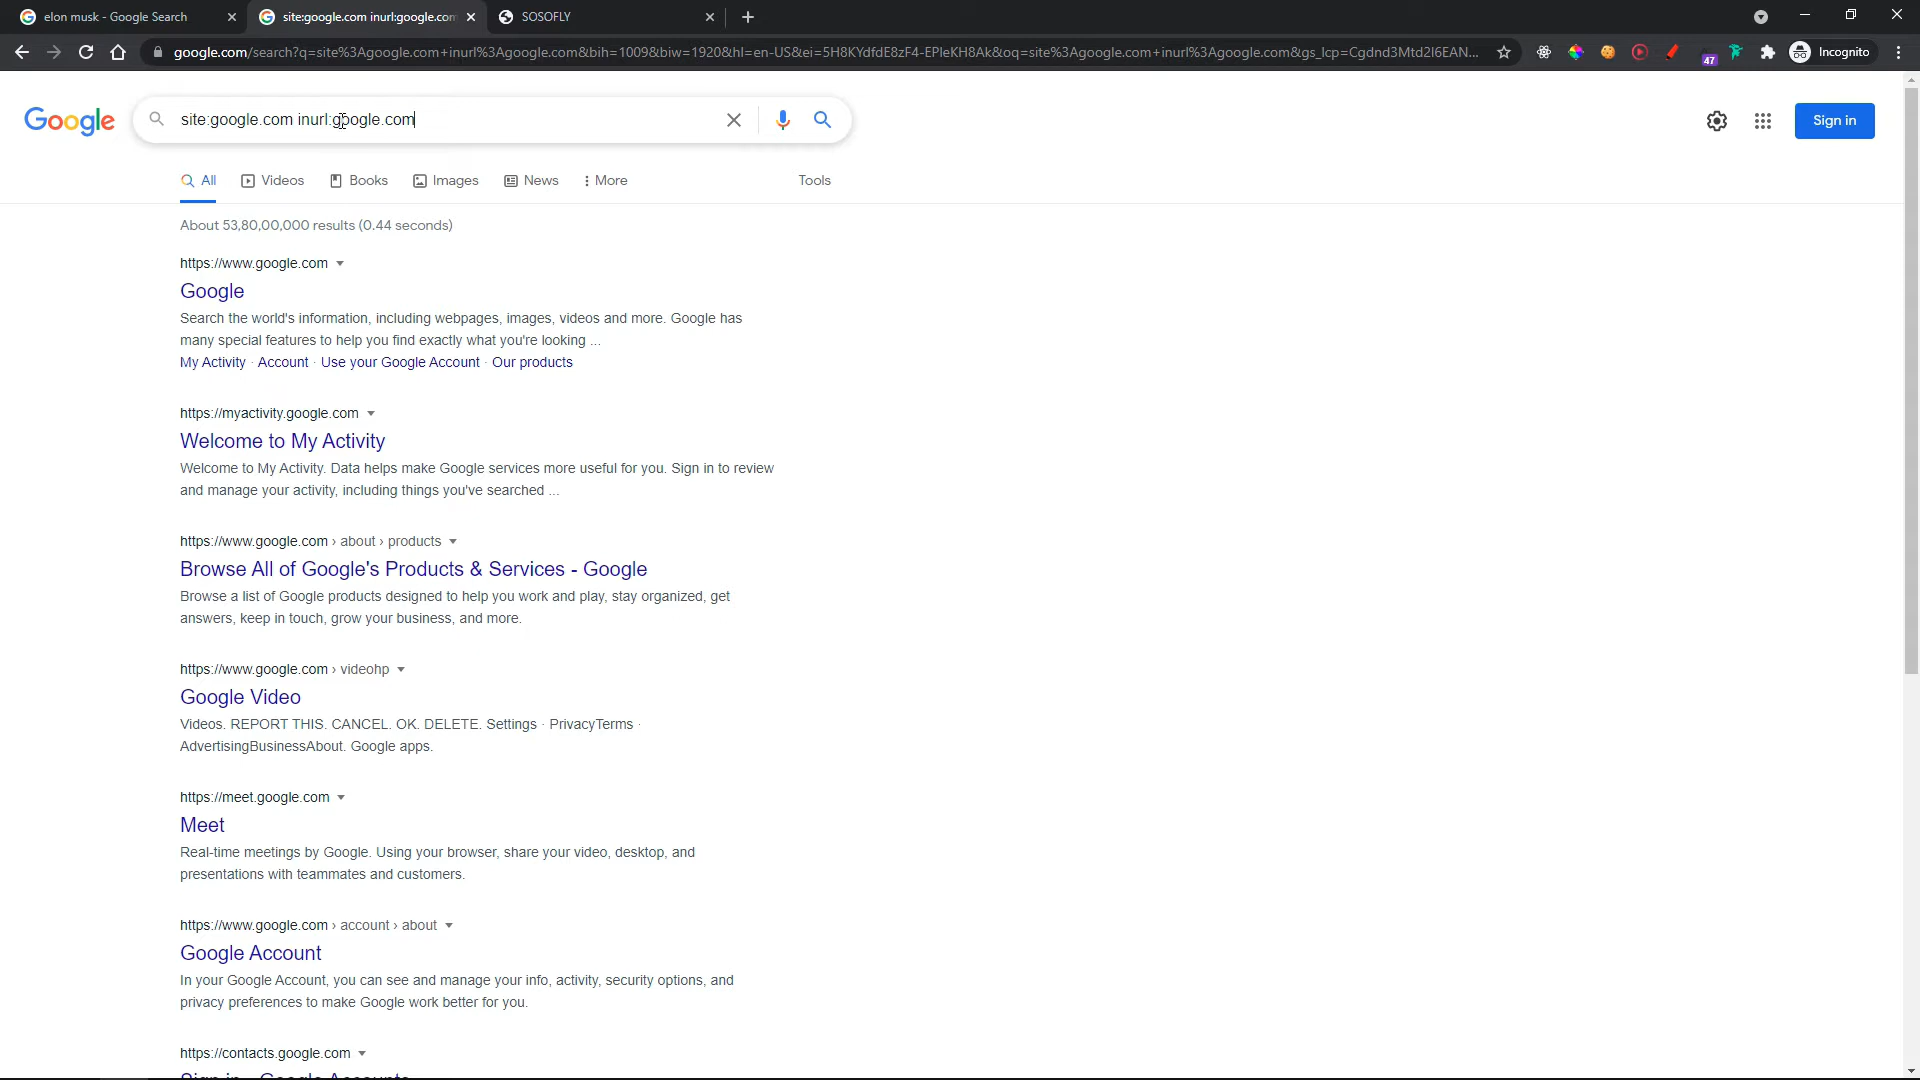 elon musk - Google Search
site:google.com inurl:google.com
SOSOFLY
google.com/search?q=site%3Agoogle.com+inurl%3Agoogle.com&bih=1009&biw=1920&hl=en-US&ei=5H8KYdfdE8zF4-EPleKH8Ak&oq=site%3Agoogle.com+inurl%3Agoogle.com&gs_lcp=Cgdnd3Mtd2l6EAN...
47
Incognito
Google
site:google.com inurl:google.com
Sign in
All
Videos
Books
Images
News
More
Tools
About 53,80,00,000 results (0.44 seconds)
https://www.google.com
Google
Search the world's information, including webpages, images, videos and more. Google has
many special features to help you find exactly what you're looking ...
My Activity · Account · Use your Google Account · Our products
https://myactivity.google.com
Welcome to My Activity
Welcome to My Activity. Data helps make Google services more useful for you. Sign in to review
and manage your activity, including things you've searched ...
https://www.google.com › about › products
Browse All of Google's Products & Services - Google
Browse a list of Google products designed to help you work and play, stay organized, get
answers, keep in touch, grow your business, and more.
https://www.google.com › videohp
Google Video
Videos. REPORT THIS. CANCEL. OK. DELETE. Settings · PrivacyTerms ·
AdvertisingBusinessAbout. Google apps.
https://meet.google.com
Meet
Real-time meetings by Google. Using your browser, share your video, desktop, and
presentations with teammates and customers.
https://www.google.com › account › about
Google Account
In your Google Account, you can see and manage your info, activity, security options, and
privacy preferences to make Google work better for you.
https://contacts.google.com
Sign in - Google Accounts